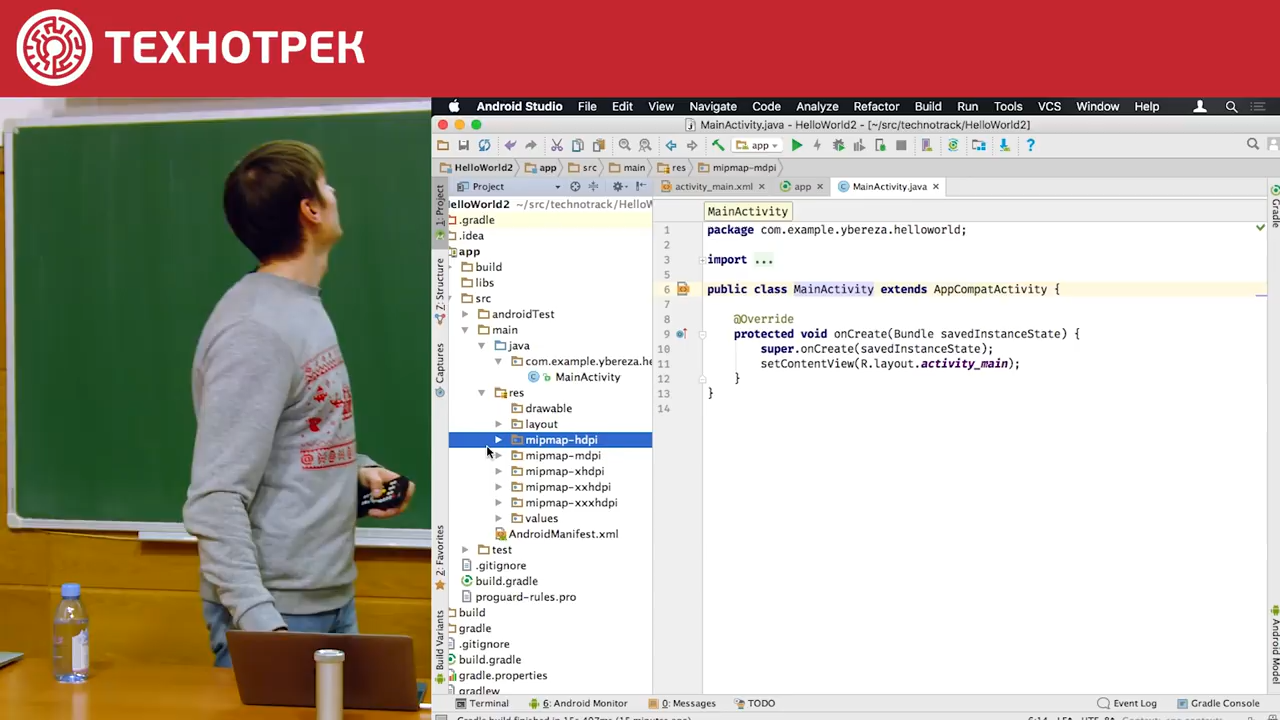 ТЕХНОТРЕК
Android Studio File Edit View Navigate Code Analyze Refactor Build Run Tools VCS Window Help
MainActivity.java - HelloWorld2 - [~/src/technotrack/HelloWorld2]
app
HelloWorld2 app src main res mipmap-mdpi
Project
activity_main.xml app MainActivity.java
elloWorld2 ~/src/technotrack/HelloW
.gradle
.idea
app
build
libs
src
androidTest
main
java
com.example.ybereza.he
MainActivity
res
drawable
layout
mipmap-hdpi
mipmap-mdpi
mipmap-xhdpi
mipmap-xxhdpi
mipmap-xxxhdpi
values
AndroidManifest.xml
test
.gitignore
build.gradle
proguard-rules.pro
build
gradle
.gitignore
build.gradle
gradle.properties
gradlew
1: Project
7: Structure
Captures
2: Favorites
Build Variants
MainActivity
1 package com.example.ybereza.helloworld;
2
3 import ...
5
6 public class MainActivity extends AppCompatActivity {
7
8 @Override
9 protected void onCreate(Bundle savedInstanceState) {
10 super.onCreate(savedInstanceState);
11 setContentView(R.layout.activity_main);
12 }
13 }
14
Gradle
Android Model
Terminal 6: Android Monitor 0: Messages TODO Event Log Gradle Console